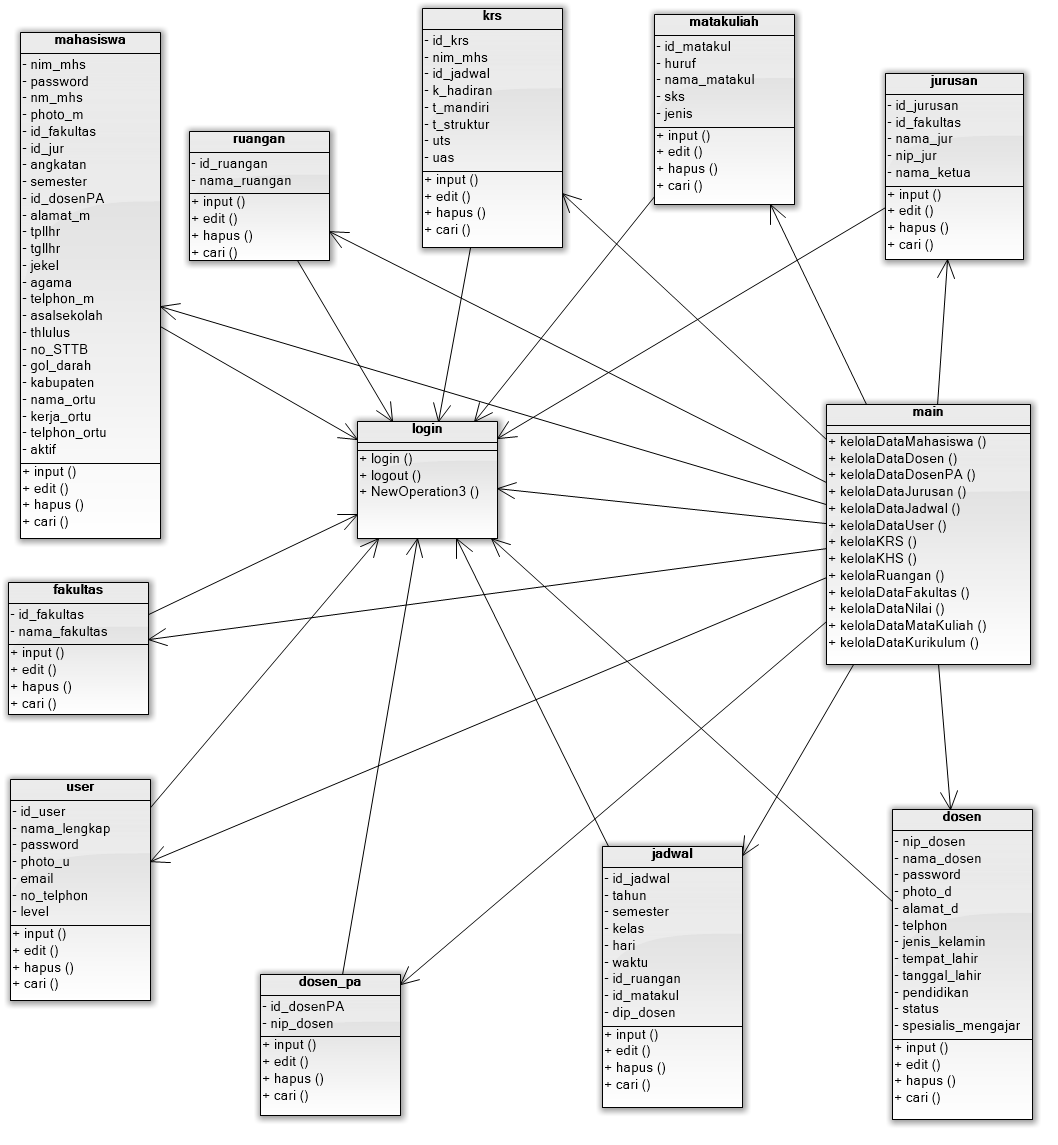 mahasiswa
- nim_mhs
- password
- nm_mhs
- photo_m
- id_fakultas
- id_jur
- angkatan
- semester
- id_dosenPA
- alamat_m
- tpllhr
- tgllhr
- jekel
- agama
- telphon_m
- asalsekolah
- thlulus
- no_STTB
- gol_darah
- kabupaten
- nama_ortu
- kerja_ortu
- telphon_ortu
- aktif
+ input ()
+ edit ()
+ hapus ()
+ cari ()
ruangan
- id_ruangan
- nama_ruangan
+ input ()
+ edit ()
+ hapus ()
+ cari ()
krs
- id_krs
- nim_mhs
- id_jadwal
- k_hadiran
- t_mandiri
- t_struktur
- uts
- uas
+ input ()
+ edit ()
+ hapus ()
+ cari ()
matakuliah
- id_matakul
- huruf
- nama_matakul
- sks
- jenis
+ input ()
+ edit ()
+ hapus ()
+ cari ()
jurusan
- id_jurusan
- id_fakultas
- nama_jur
- nip_jur
- nama_ketua
+ input ()
+ edit ()
+ hapus ()
+ cari ()
login
+ login ()
+ logout ()
+ NewOperation3 ()
main
+ kelolaDataMahasiswa ()
+ kelolaDataDosen ()
+ kelolaDataDosenPA ()
+ kelolaDataJurusan ()
+ kelolaDataJadwal ()
+ kelolaDataUser ()
+ kelolaKRS ()
+ kelolaKHS ()
+ kelolaRuangan ()
+ kelolaDataFakultas ()
+ kelolaDataNilai ()
+ kelolaDataMataKuliah ()
+ kelolaDataKurikulum ()
fakultas
- id_fakultas
- nama_fakultas
+ input ()
+ edit ()
+ hapus ()
+ cari ()
user
- id_user
- nama_lengkap
- password
- photo_u
- email
- no_telphon
- level
+ input ()
+ edit ()
+ hapus ()
+ cari ()
dosen_pa
- id_dosenPA
- nip_dosen
+ input ()
+ edit ()
+ hapus ()
+ cari ()
jadwal
- id_jadwal
- tahun
- semester
- kelas
- hari
- waktu
- id_ruangan
- id_matakul
- dip_dosen
+ input ()
+ edit ()
+ hapus ()
+ cari ()
dosen
- nip_dosen
- nama_dosen
- password
- photo_d
- alamat_d
- telphon
- jenis_kelamin
- tempat_lahir
- tanggal_lahir
- pendidikan
- status
- spesialis_mengajar
+ input ()
+ edit ()
+ hapus ()
+ cari ()